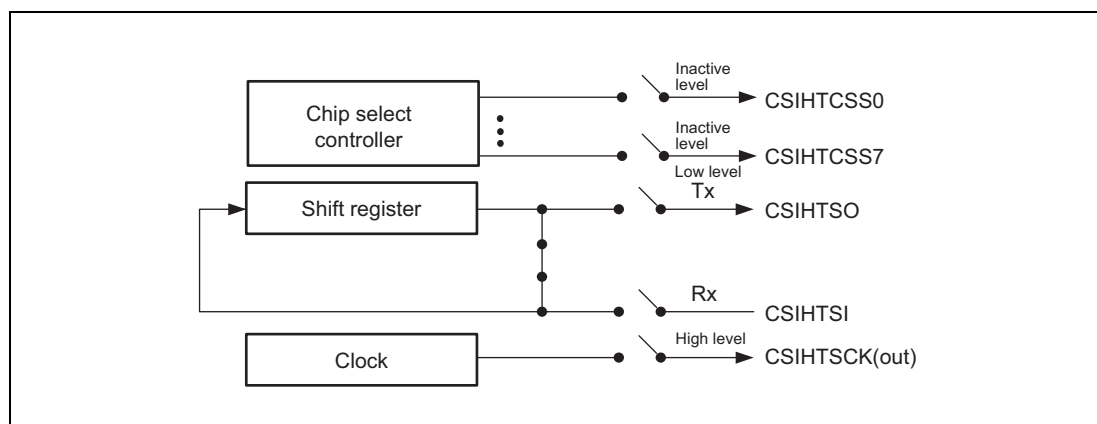 Chip select
controller
Inactive
level
CSIHTCSS0
Inactive
level
CSIHTCSS7
Shift register
Low level
Tx
CSIHTSO
Rx
CSIHTSI
Clock
High level
CSIHTSCK(out)